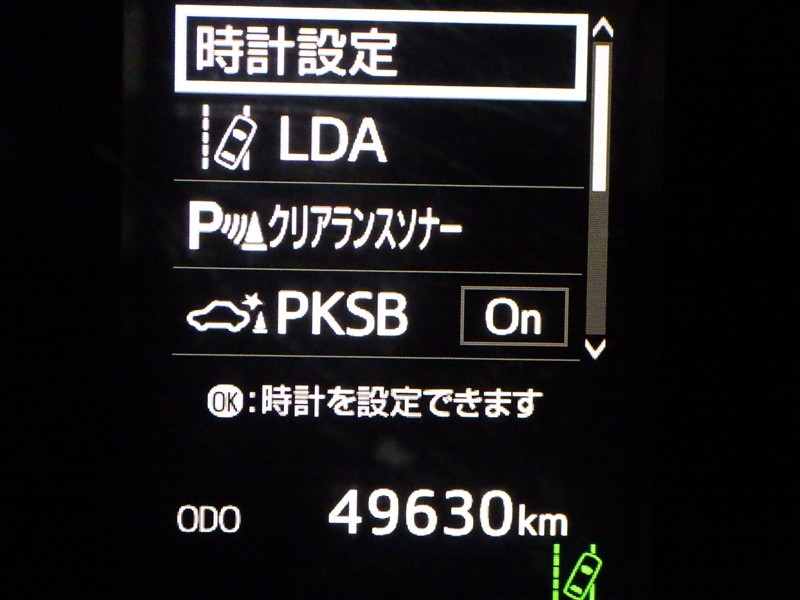 時計設定
LDA
Pクリアランスソナー
PKSB On
OK:時計を設定できます
ODO 49630km